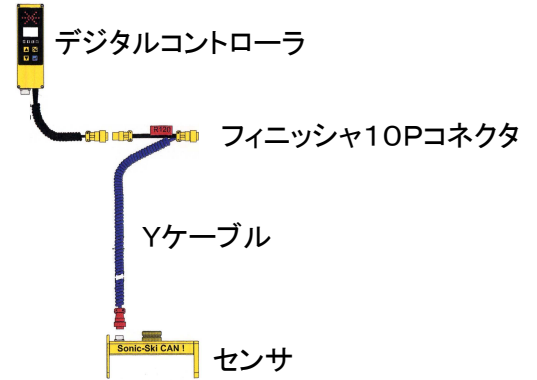 デジタルコントローラ
R120
フィニッシャ10Pコネクタ
Yケーブル
Sonic-Ski CAN !
センサ